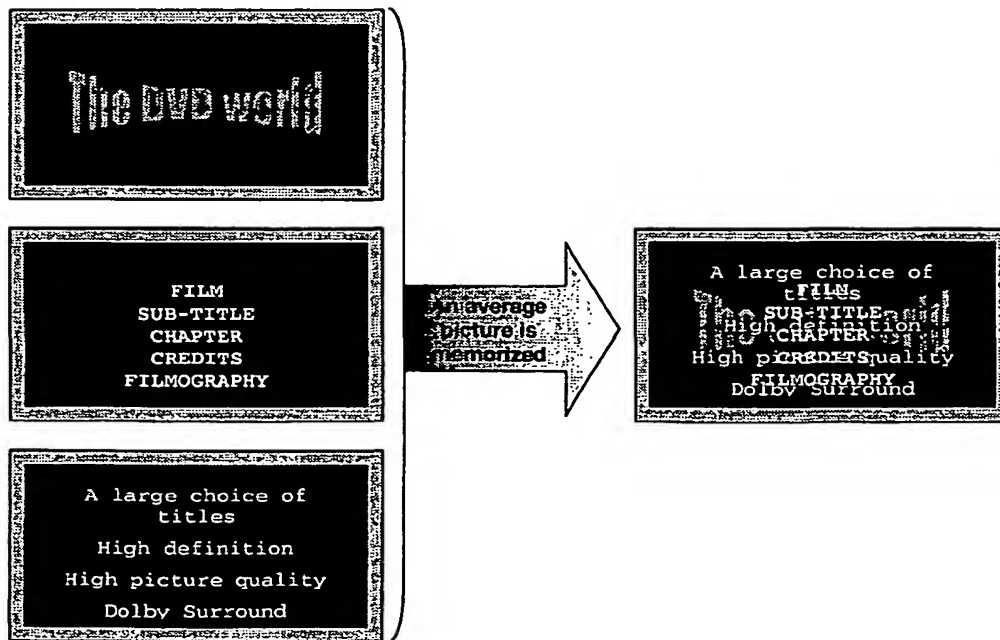 The DVD world
FILM
SUB-TITLE
CHAPTER
CREDITS
FILMOGRAPHY
A large choice of
titles
High definition
High picture quality
Dolby Surround
An average
picture is
memorized
A large choice of
titles
FILM
SUB-TITLE
High definition
CHAPTER
High picture quality
CREDITS
FILMOGRAPHY
Dolby Surround